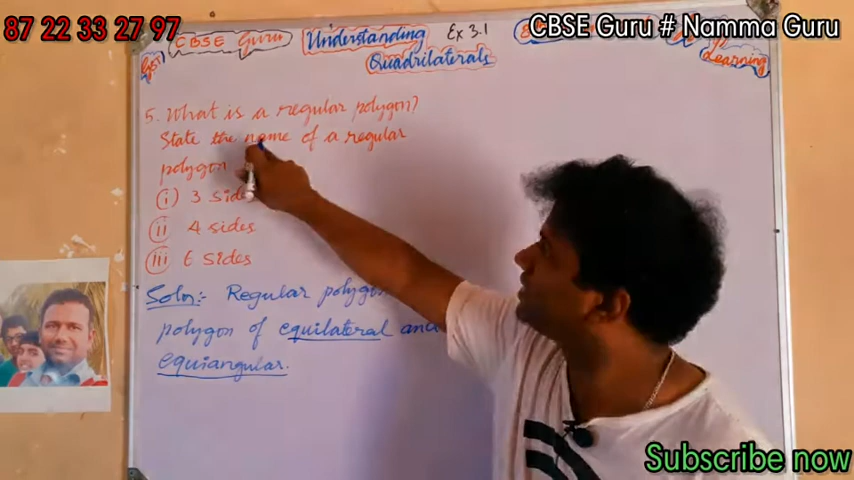 87 22 33 27 97
CBSE Guru # Namma Guru
CBSE Guru
Understanding
Quadrilaterals
Ex 3.1
Learning
5. What is a regular polygon?
State the name of a regular
polygon
(i) 3 sides
(ii) 4 sides
(iii) 6 sides
Soln:- Regular polygon
polygon of equilateral and
equiangular.
Subscribe now